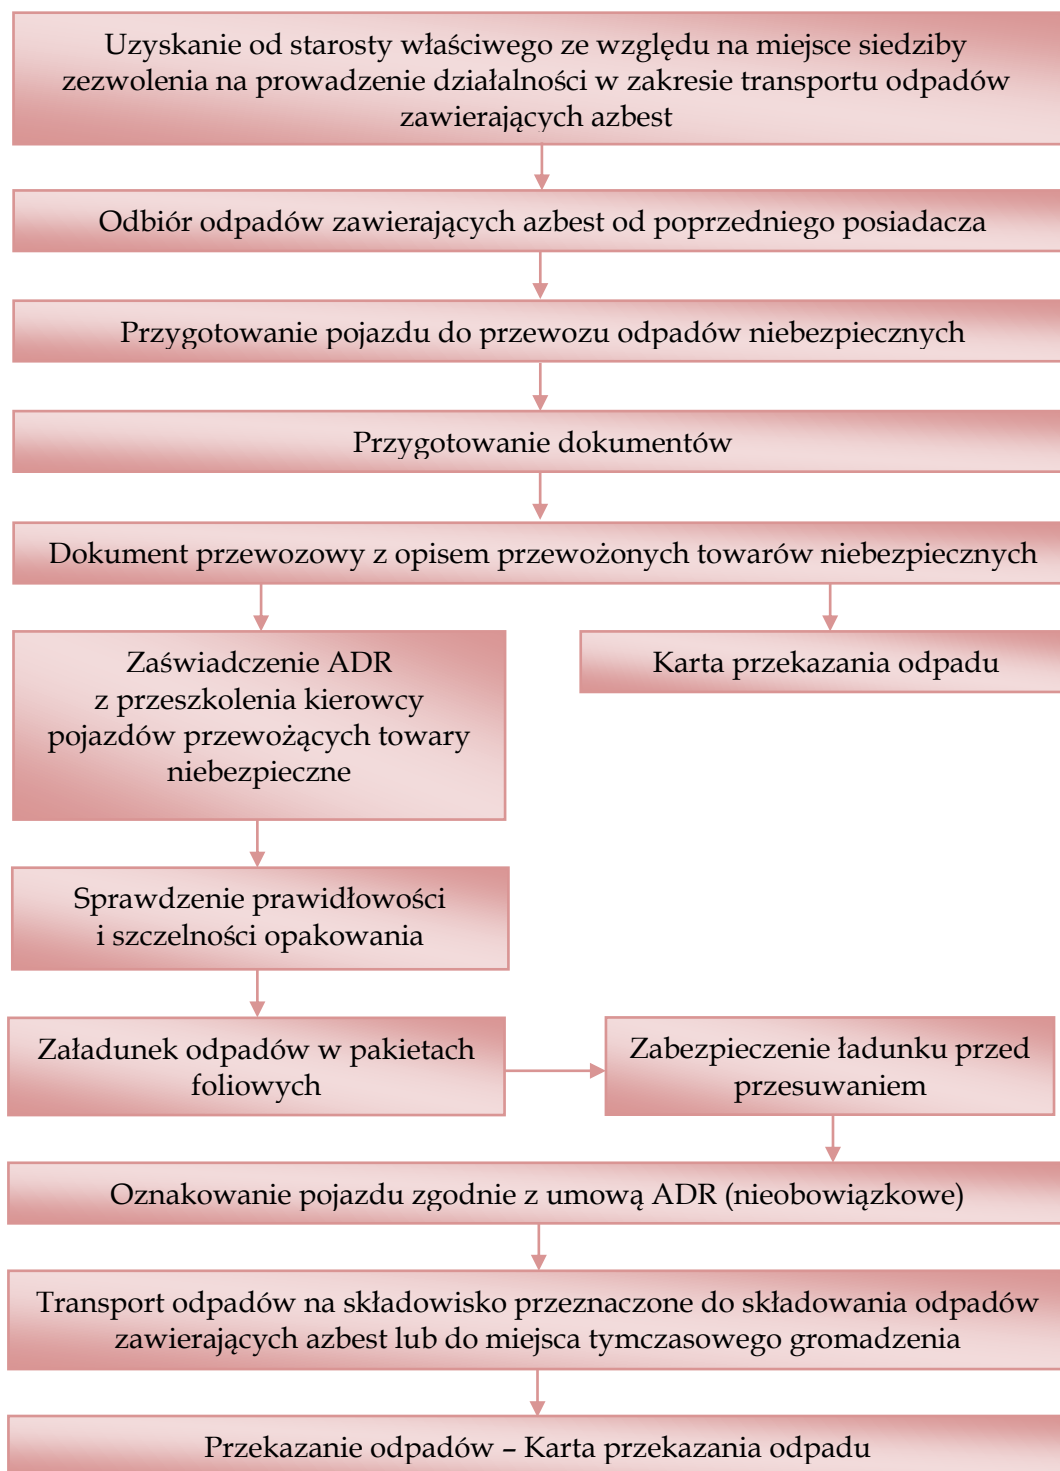 Uzyskanie od starosty właściwego ze względu na miejsce siedziby
zezwolenia na prowadzenie działalności w zakresie transportu odpadów
zawierających azbest
Odbiór odpadów zawierających azbest od poprzedniego posiadacza
Przygotowanie pojazdu do przewozu odpadów niebezpiecznych
Przygotowanie dokumentów
Dokument przewozowy z opisem przewożonych towarów niebezpiecznych
Zaświadczenie ADR
z przeszkolenia kierowcy
pojazdów przewożących towary
niebezpieczne
Karta przekazania odpadu
Sprawdzenie prawidłowości
i szczelności opakowania
Załadunek odpadów w pakietach
foliowych
Zabezpieczenie ładunku przed
przesuwaniem
Oznakowanie pojazdu zgodnie z umową ADR (nieobowiązkowe)
Transport odpadów na składowisko przeznaczone do składowania odpadów
zawierających azbest lub do miejsca tymczasowego gromadzenia
Przekazanie odpadów – Karta przekazania odpadu